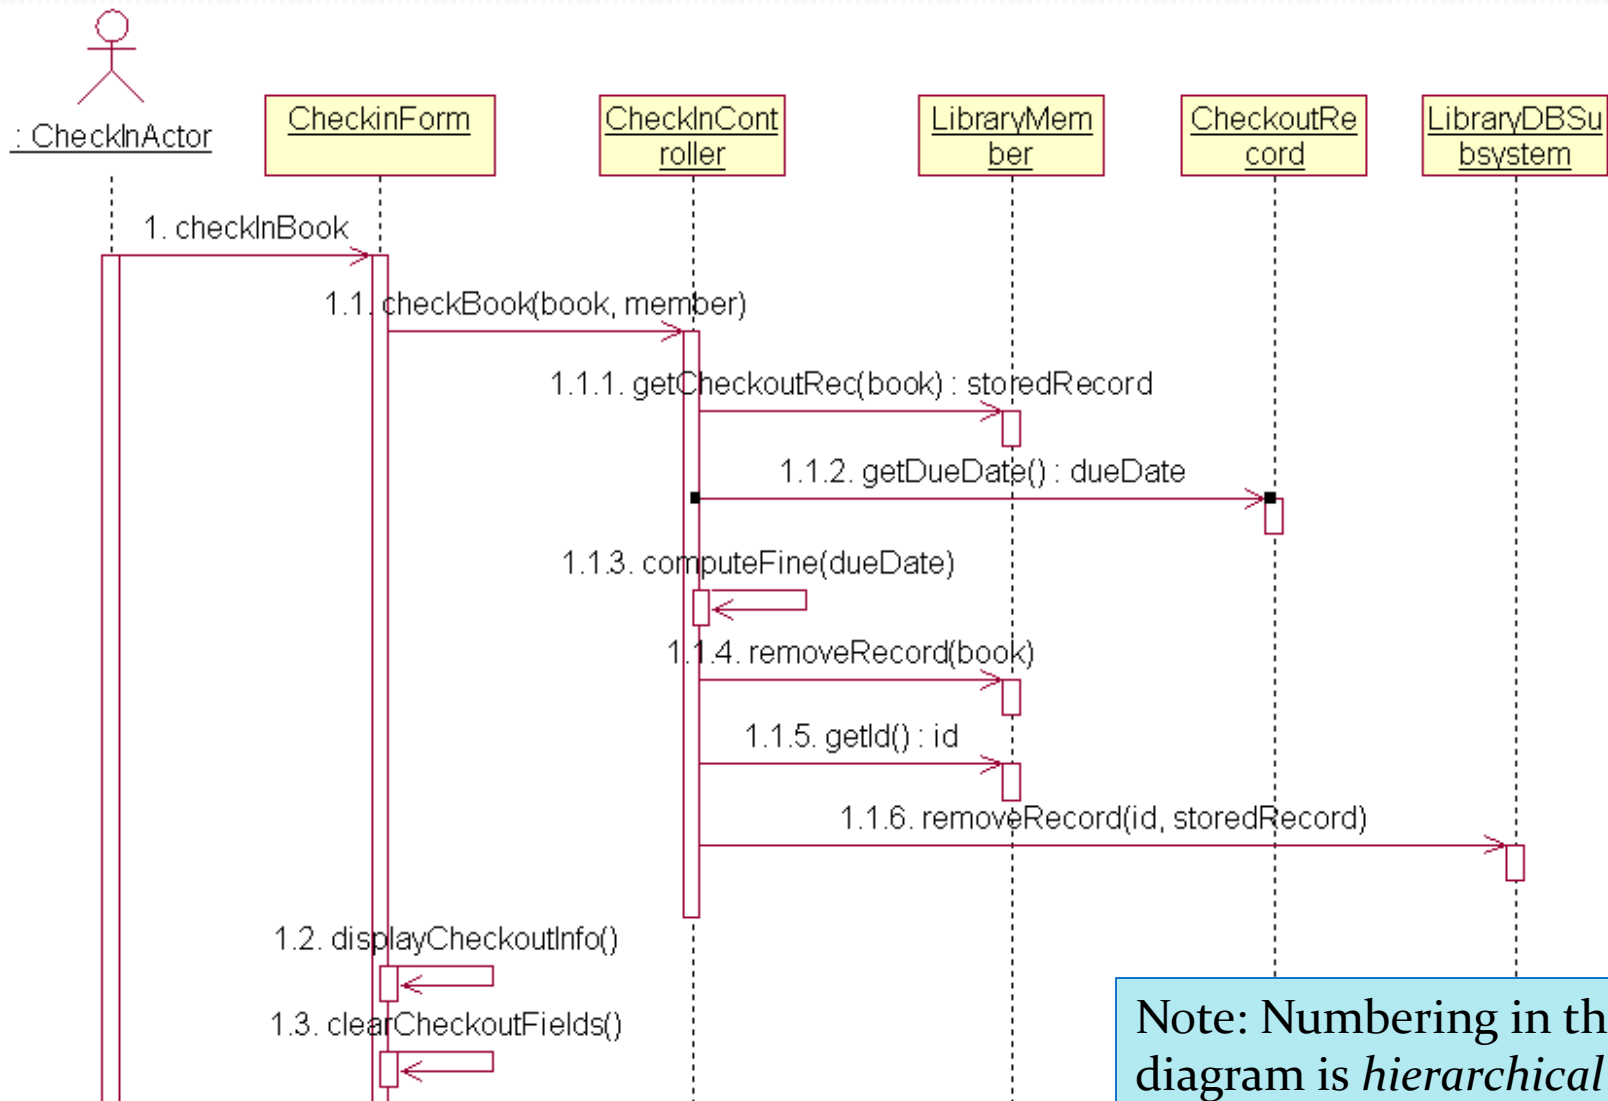 : CheckInActor
CheckinForm
CheckInCont
roller
LibraryMem
ber
CheckoutRe
cord
LibraryDBSu
bsystem
1. checkInBook
1.1. checkBook(book, member)
1.1.1. getCheckoutRec(book) : storedRecord
1.1.2. getDueDate() : dueDate
1.1.3. computeFine(dueDate)
1.1.4. removeRecord(book)
1.1.5. getId() : id
1.1.6. removeRecord(id, storedRecord)
1.2. displayCheckoutInfo()
1.3. clearCheckoutFields()
Note: Numbering in th
diagram is hierarchical